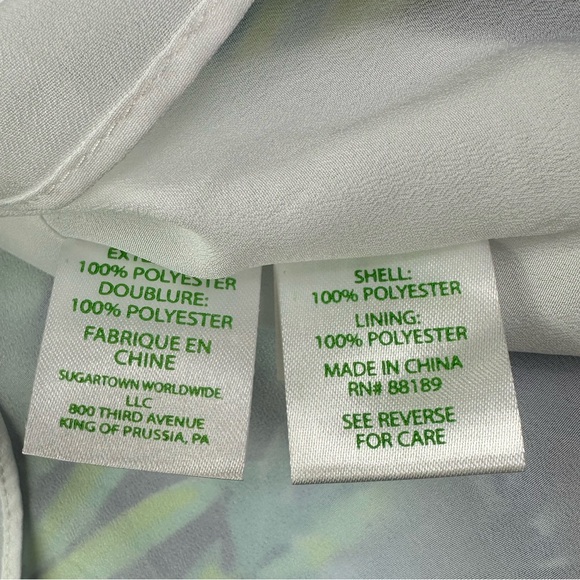 100% POLYESTER
DOUBLURE:
100% POLYESTER
FABRIQUE EN
CHINE
SUGARTOWN WORLDWIDE
LLC
800 THIRD AVENUE
KING OF PRUSSIA, PA
SHELL:
100% POLYESTER
LINING:
100% POLYESTER
MADE IN CHINA
RN# 88189
SEE REVERSE
FOR CARE